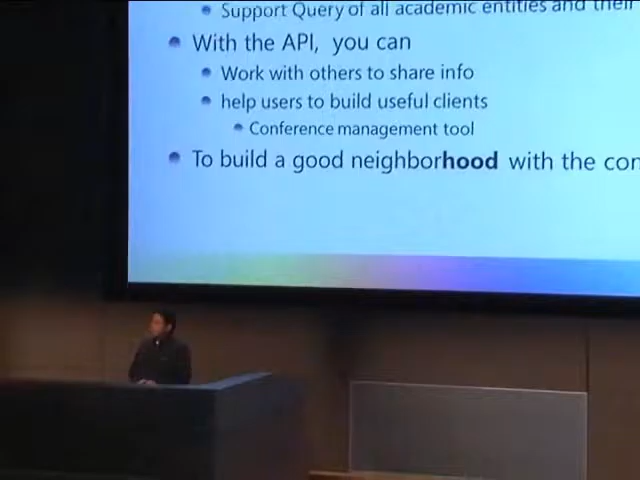 Support Query of all academic entities and their
With the API, you can
Work with others to share info
help users to build useful clients
Conference management tool
To build a good neighborhood with the con